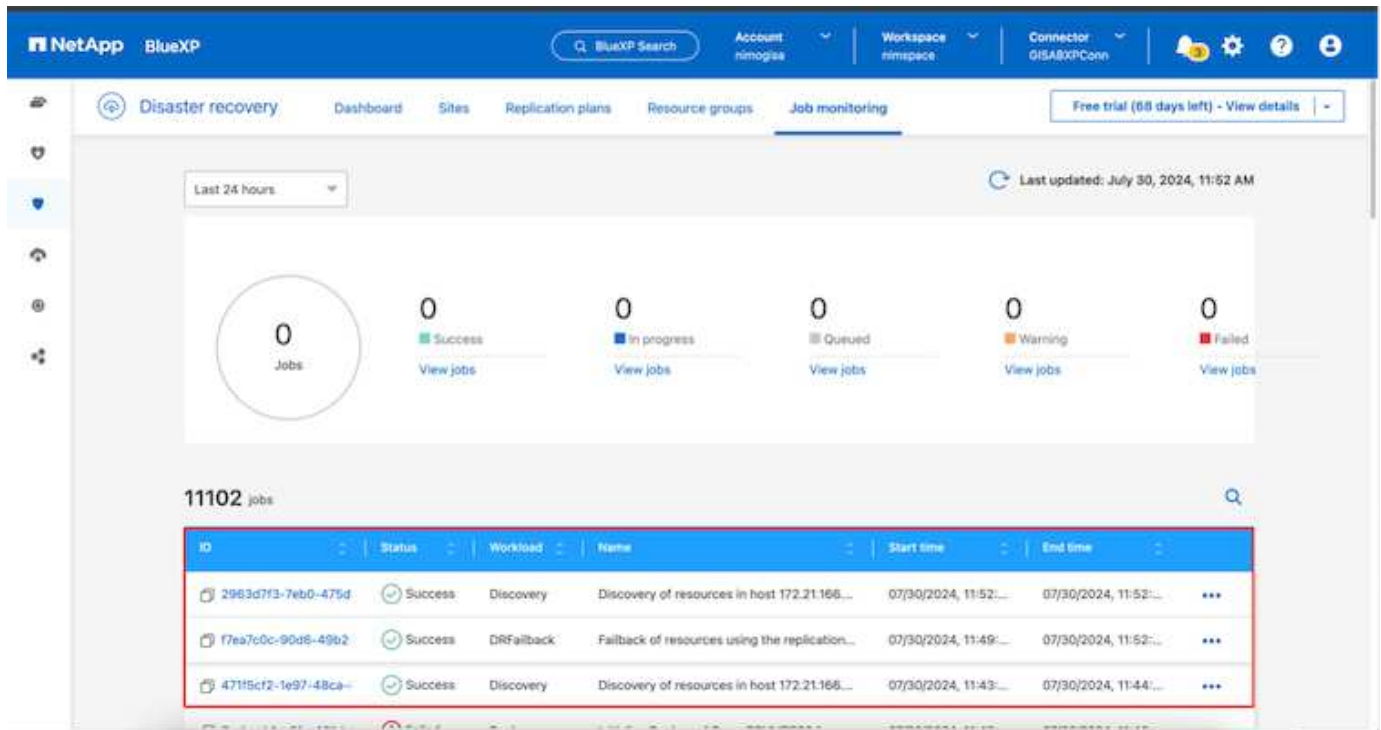 NetApp BlueXP BlueXP Search Account nimogisa Workspace nimspace Connector GISABXPConn 3
Disaster recovery Dashboard Sites Replication plans Resource groups Job monitoring Free trial (68 days left) - View details
Last 24 hours Last updated: July 30, 2024, 11:52 AM
0 0 0 0 0 0
Jobs Success In progress Queued Warning Failed
View jobs View jobs View jobs View jobs View jobs
11102 jobs
ID Status Workload Name Start time End time
2963d7f3-7eb0-475d Success Discovery Discovery of resources in host 172.21.166.... 07/30/2024, 11:52:... 07/30/2024, 11:52:... •••
f7ea7c0c-90d6-49b2 Success DRFailback Failback of resources using the replication... 07/30/2024, 11:49:... 07/30/2024, 11:52:... •••
471f5cf2-1e97-48ca- Success Discovery Discovery of resources in host 172.21.166.... 07/30/2024, 11:43:... 07/30/2024, 11:44:... •••